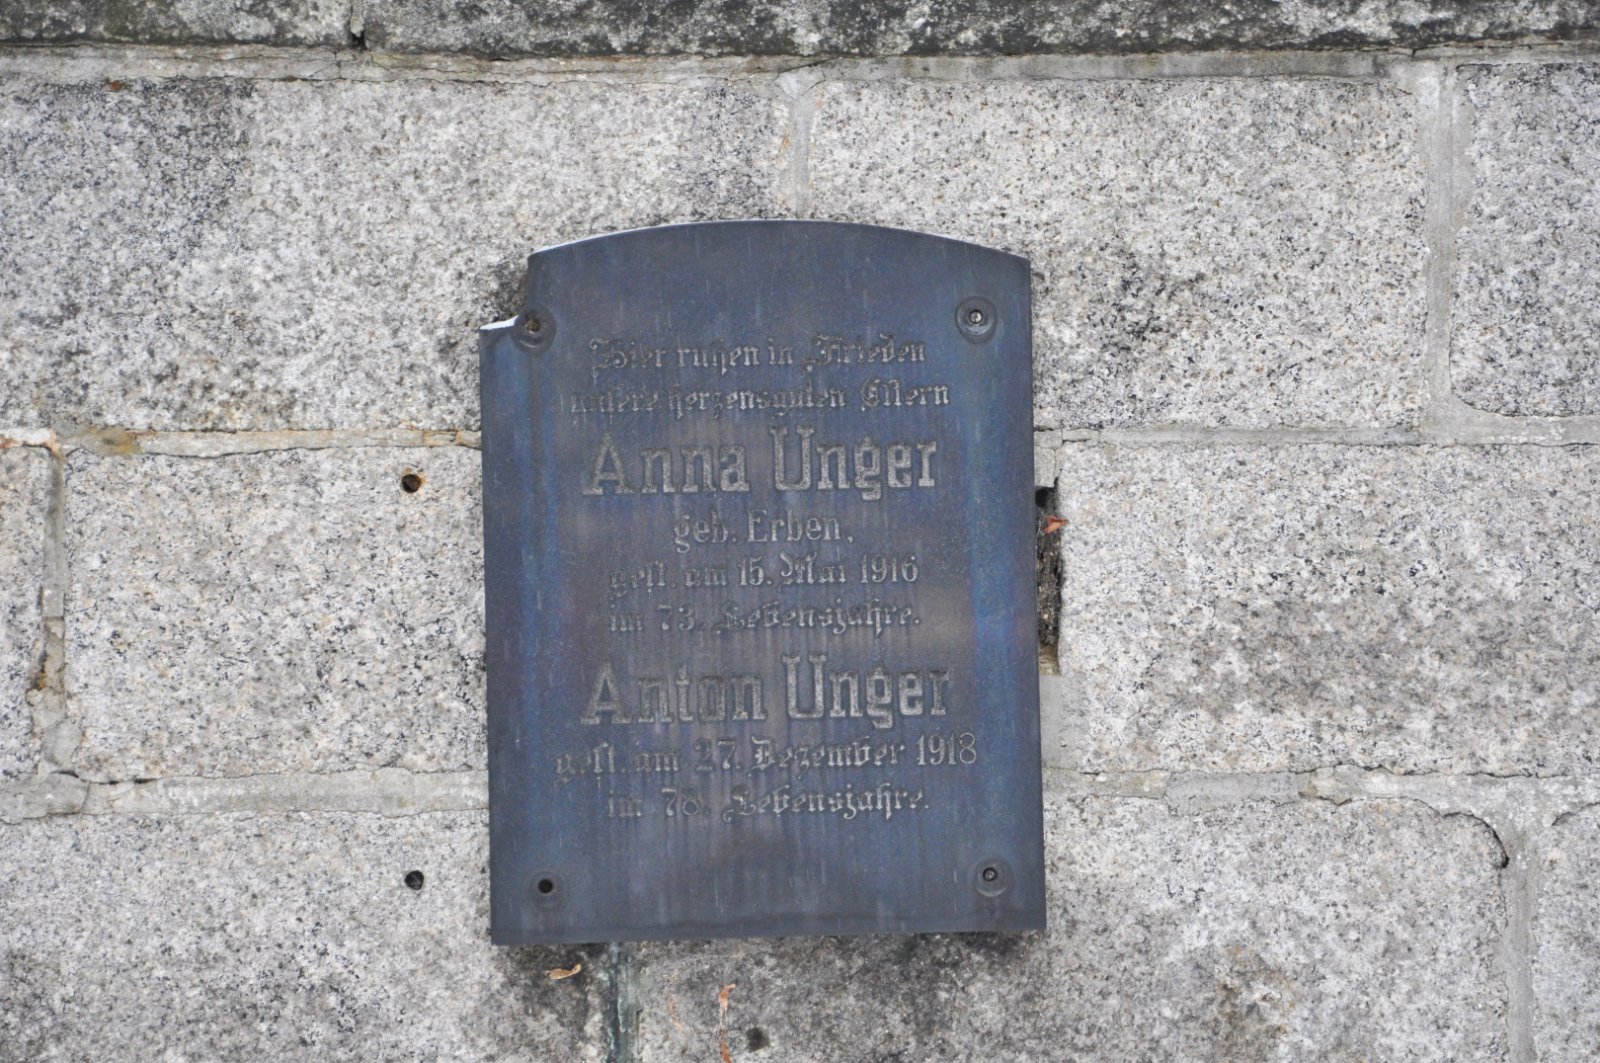 Hier ruhen in Frieden
unsere herzensguten Eltern
Anna Unger
geb. Erben,
gest. am 15. Mai 1916
im 73. Lebensjahre.
Anton Unger
gest. am 27. Dezember 1918
im 78. Lebensjahre.